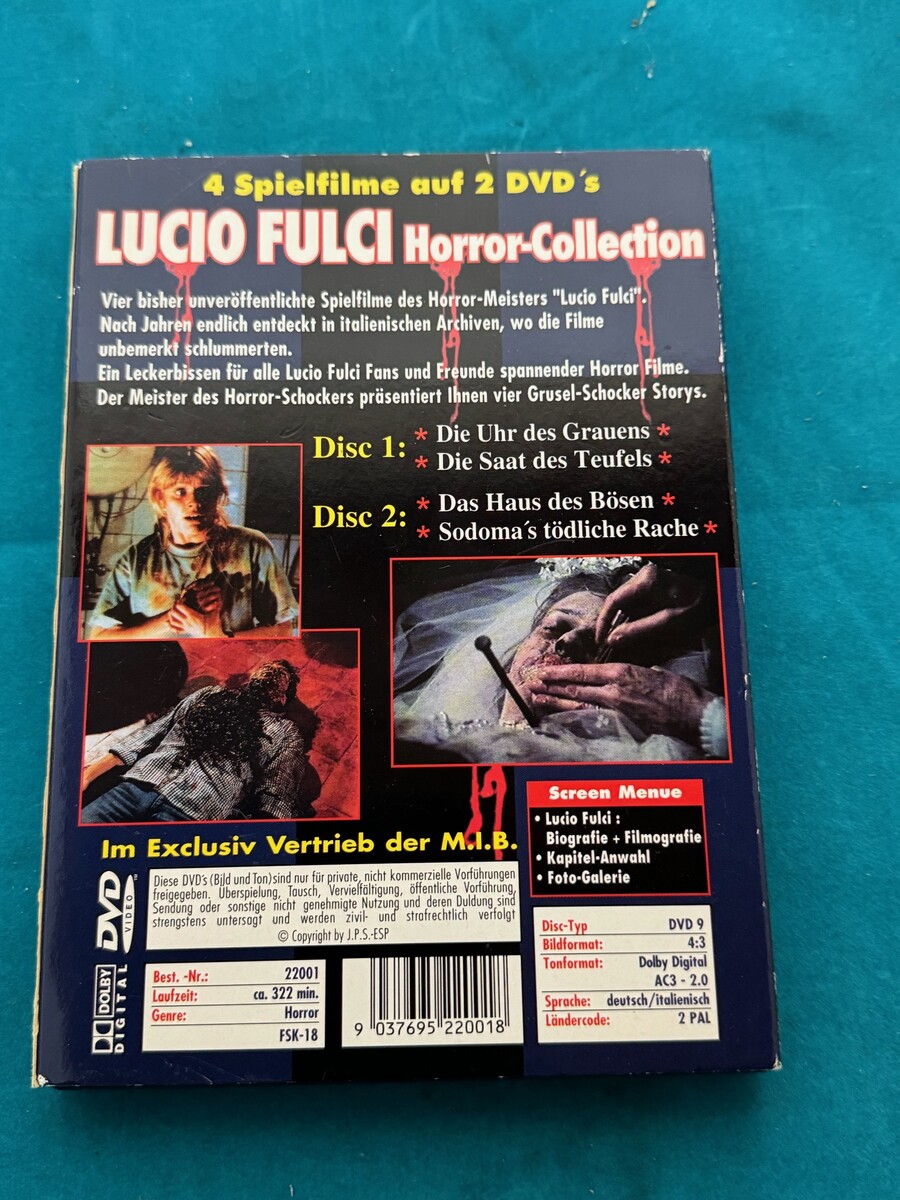 4 Spielfilme auf 2 DVD´s
LUCIO FULCI Horror-Collection
Vier bisher unveröffentlichte Spielfilme des Horror-Meisters "Lucio Fulci".
Nach Jahren endlich entdeckt in italienischen Archiven, wo die Filme
unbemerkt schlummerten.
Ein Leckerbissen für alle Lucio Fulci Fans und Freunde spannender Horror Filme.
Der Meister des Horror-Schockers präsentiert Ihnen vier Grusel-Schocker Storys.
Disc 1: * Die Uhr des Grauens *
* Die Saat des Teufels *
Disc 2: * Das Haus des Bösen *
* Sodoma´s tödliche Rache *
Im Exclusiv Vertrieb der M.I.B.
Screen Menue
• Lucio Fulci :
Biografie + Filmografie
• Kapitel-Anwahl
• Foto-Galerie
DVD
VIDEO
TM
Diese DVD's (Bild und Ton)sind nur für private, nicht kommerzielle Vorführungen
freigegeben. Überspielung, Tausch, Vervielfältigung, öffentliche Vorführung,
Sendung oder sonstige nicht genehmigte Nutzung und deren Duldung sind
strengstens untersagt und werden zivil- und strafrechtlich verfolgt
© Copyright by J.P.S.-ESP
DOLBY
DIGITAL
Best. -Nr.: 22001
Laufzeit: ca. 322 min.
Genre: Horror
FSK-18
9 037695 220018
Disc-Typ DVD 9
Bildformat: 4:3
Tonformat: Dolby Digital
AC3 - 2.0
Sprache: deutsch/italienisch
Ländercode: 2 PAL